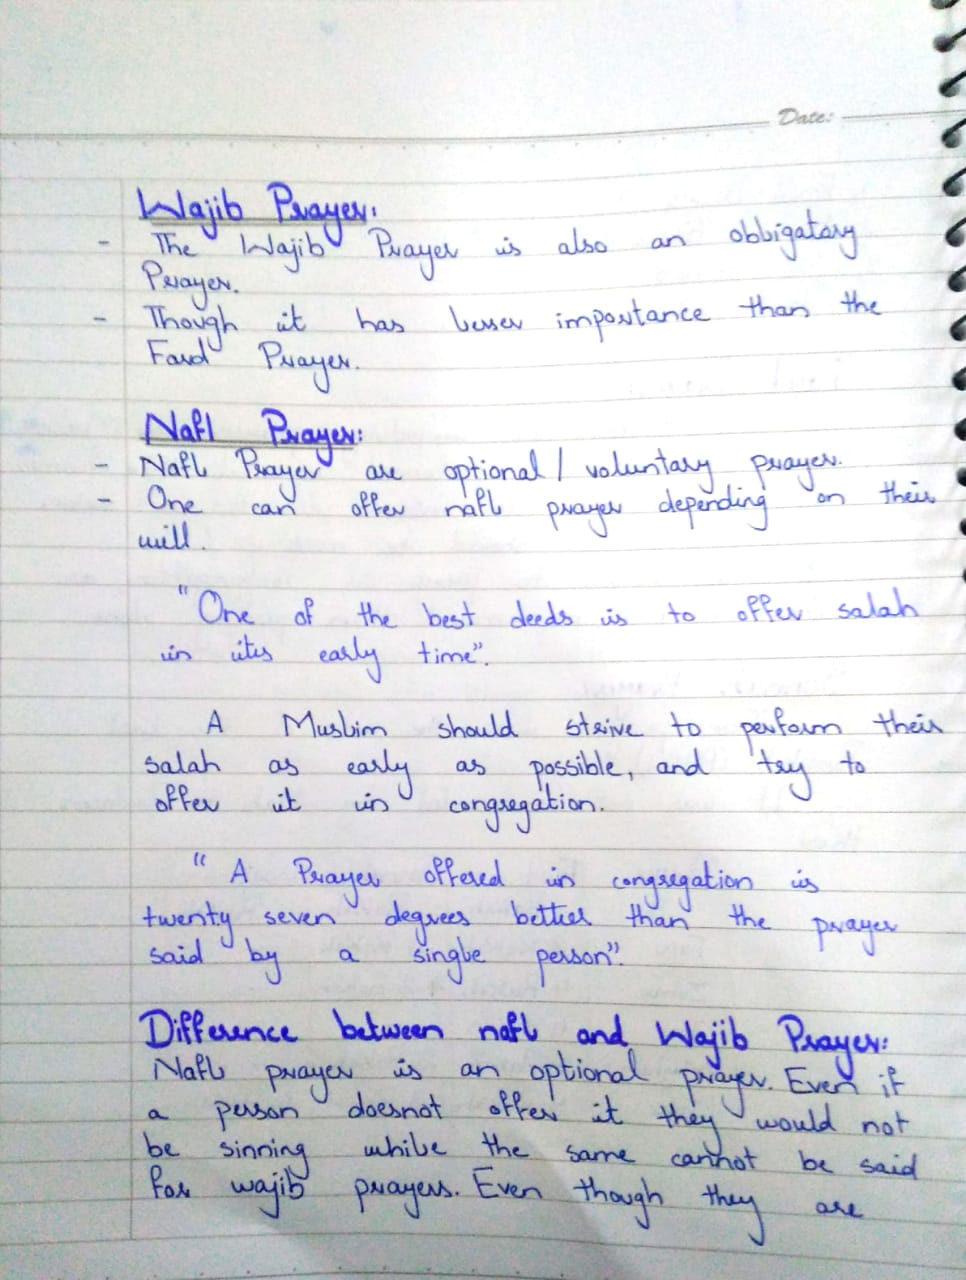 Date:
Wajib Prayer:
- The Wajib Prayer is also an obligatory
Prayer.
- Though it has lesser importance than the
Fard Prayer.
Nafl Prayer:
- Nafl Prayer are optional / voluntary prayer.
- One can offer nafl prayer depending on their
will.
"One of the best deeds is to offer salah
in its early time".
A Muslim should strive to perform their
salah as early as possible, and try to
offer it in congregation.
"A Prayer offered in congregation is
twenty seven degrees better than the prayer
said by a single person".
Difference between nafl and Wajib Prayer:
Nafl prayer is an optional prayer. Even if
a person doesnot offer it they would not
be sinning while the same cannot be said
for wajib prayers. Even though they are